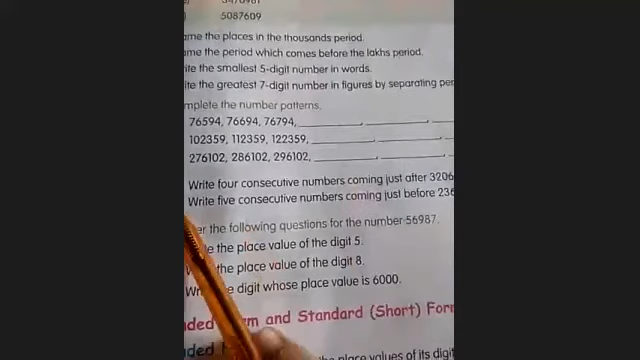 5087609
ame the places in the thousands period.
ame the period which comes before the lakhs period.
ite the smallest 5-digit number in words.
ite the greatest 7-digit number in figures by separating per
mplete the number patterns.
76594, 76694, 76794,
102359, 112359, 122359,
276102, 286102, 296102,
Write four consecutive numbers coming just after 3206
Write five consecutive numbers coming just before 236
er the following questions for the number 56987.
the place value of the digit 5.
the place value of the digit 8.
digit whose place value is 6000.
and Standard (Short) For
place values of its digit